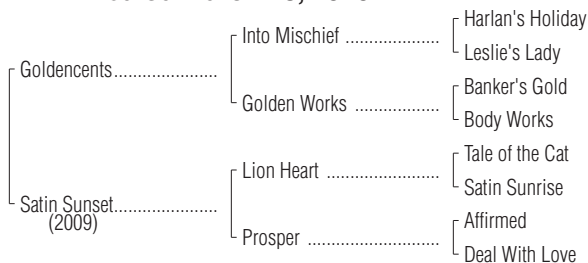 Harlan's Holiday
Into Mischief ....................
Leslie's Lady
Goldencents......................
Banker's Gold
Golden Works ...................
Body Works
Tale of the Cat
Lion Heart ........................
Satin Sunrise
Satin Sunset......................
(2009)
Affirmed
Prosper ............................
Deal With Love